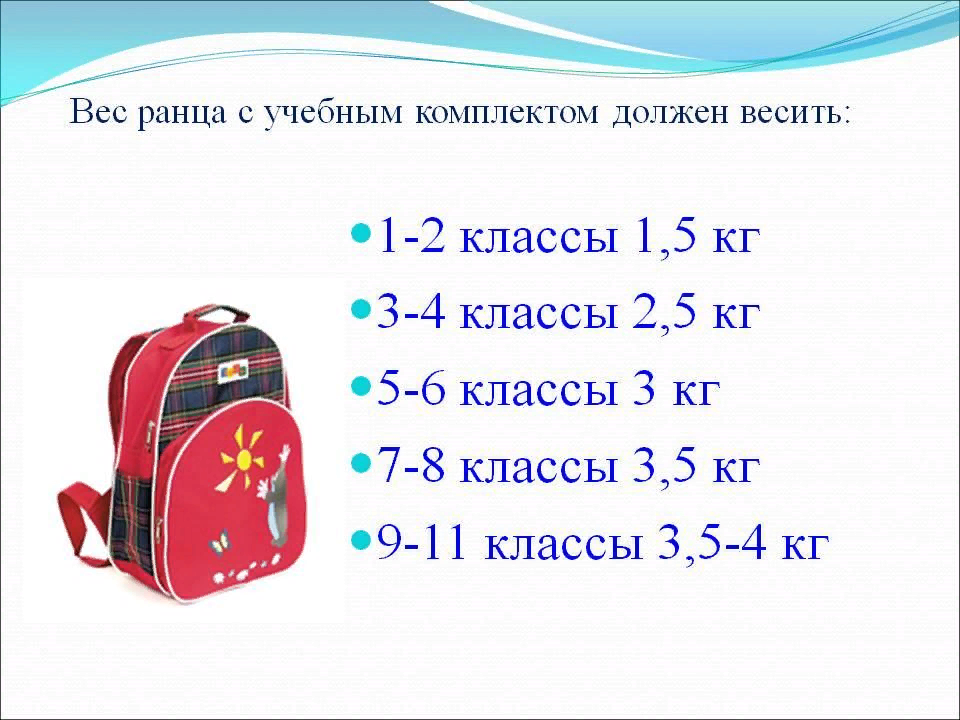 Вес ранца с учебным комплектом должен весить:
1-2 классы 1,5 кг
3-4 классы 2,5 кг
5-6 классы 3 кг
7-8 классы 3,5 кг
9-11 классы 3,5-4 кг